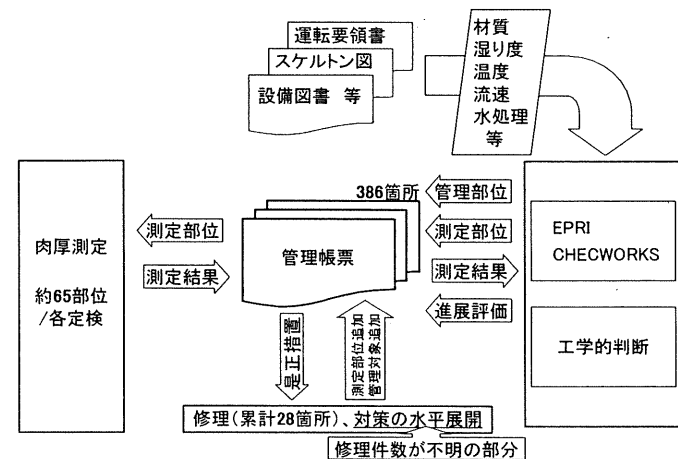 運転要領書
スケルトン図
設備図書 等
材質
湿り度
温度
流速
水処理
等
386箇所
管理部位
測定部位
測定部位
肉厚測定
約65部位
/各定検
測定結果
管理帳票
測定結果
進展評価
EPRI
CHECWORKS
工学的判断
是正措置
測定部位追加
管理対象追加
修理(累計28箇所)、対策の水平展開
修理件数が不明の部分